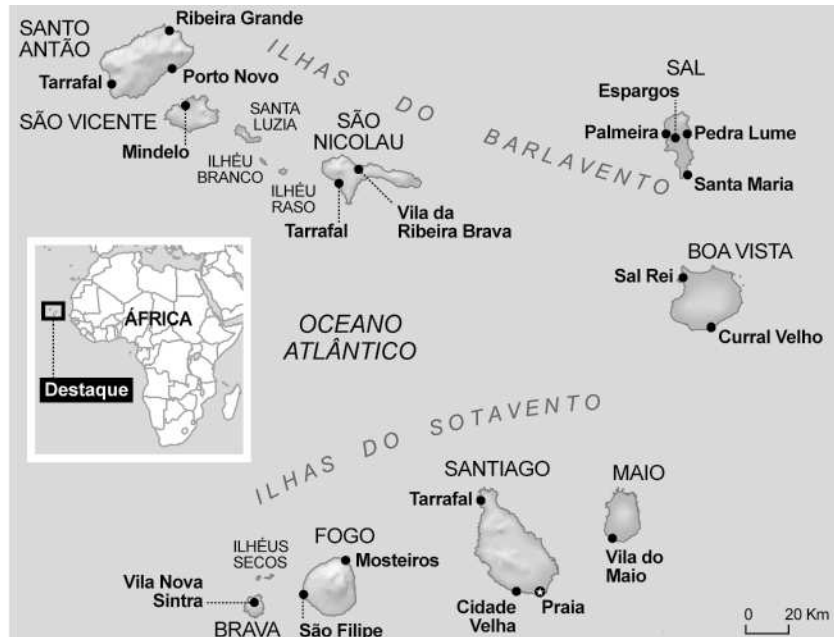 Ribeira Grande
SANTO
ANTÃO
Tarrafal
Porto Novo
SÃO VICENTE
Mindelo
SANTA
LUZIA
ILHÉU
BRANCO
ILHÉU
RASO
SÃO
NICOLAU
Tarrafal
Vila da
Ribeira Brava
ILHAS DO BARLAVENTO
SAL
Espargos
Palmeira
Pedra Lume
Santa Maria
BOA VISTA
Sal Rei
Curral Velho
ÁFRICA
Destaque
OCEANO
ATLÂNTICO
ILHAS DO SOTAVENTO
SANTIAGO
Tarrafal
Cidade
Velha
Praia
MAIO
Vila do
Maio
FOGO
Mosteiros
São Filipe
ILHÉUS
SECOS
Vila Nova
Sintra
BRAVA
0 20 Km